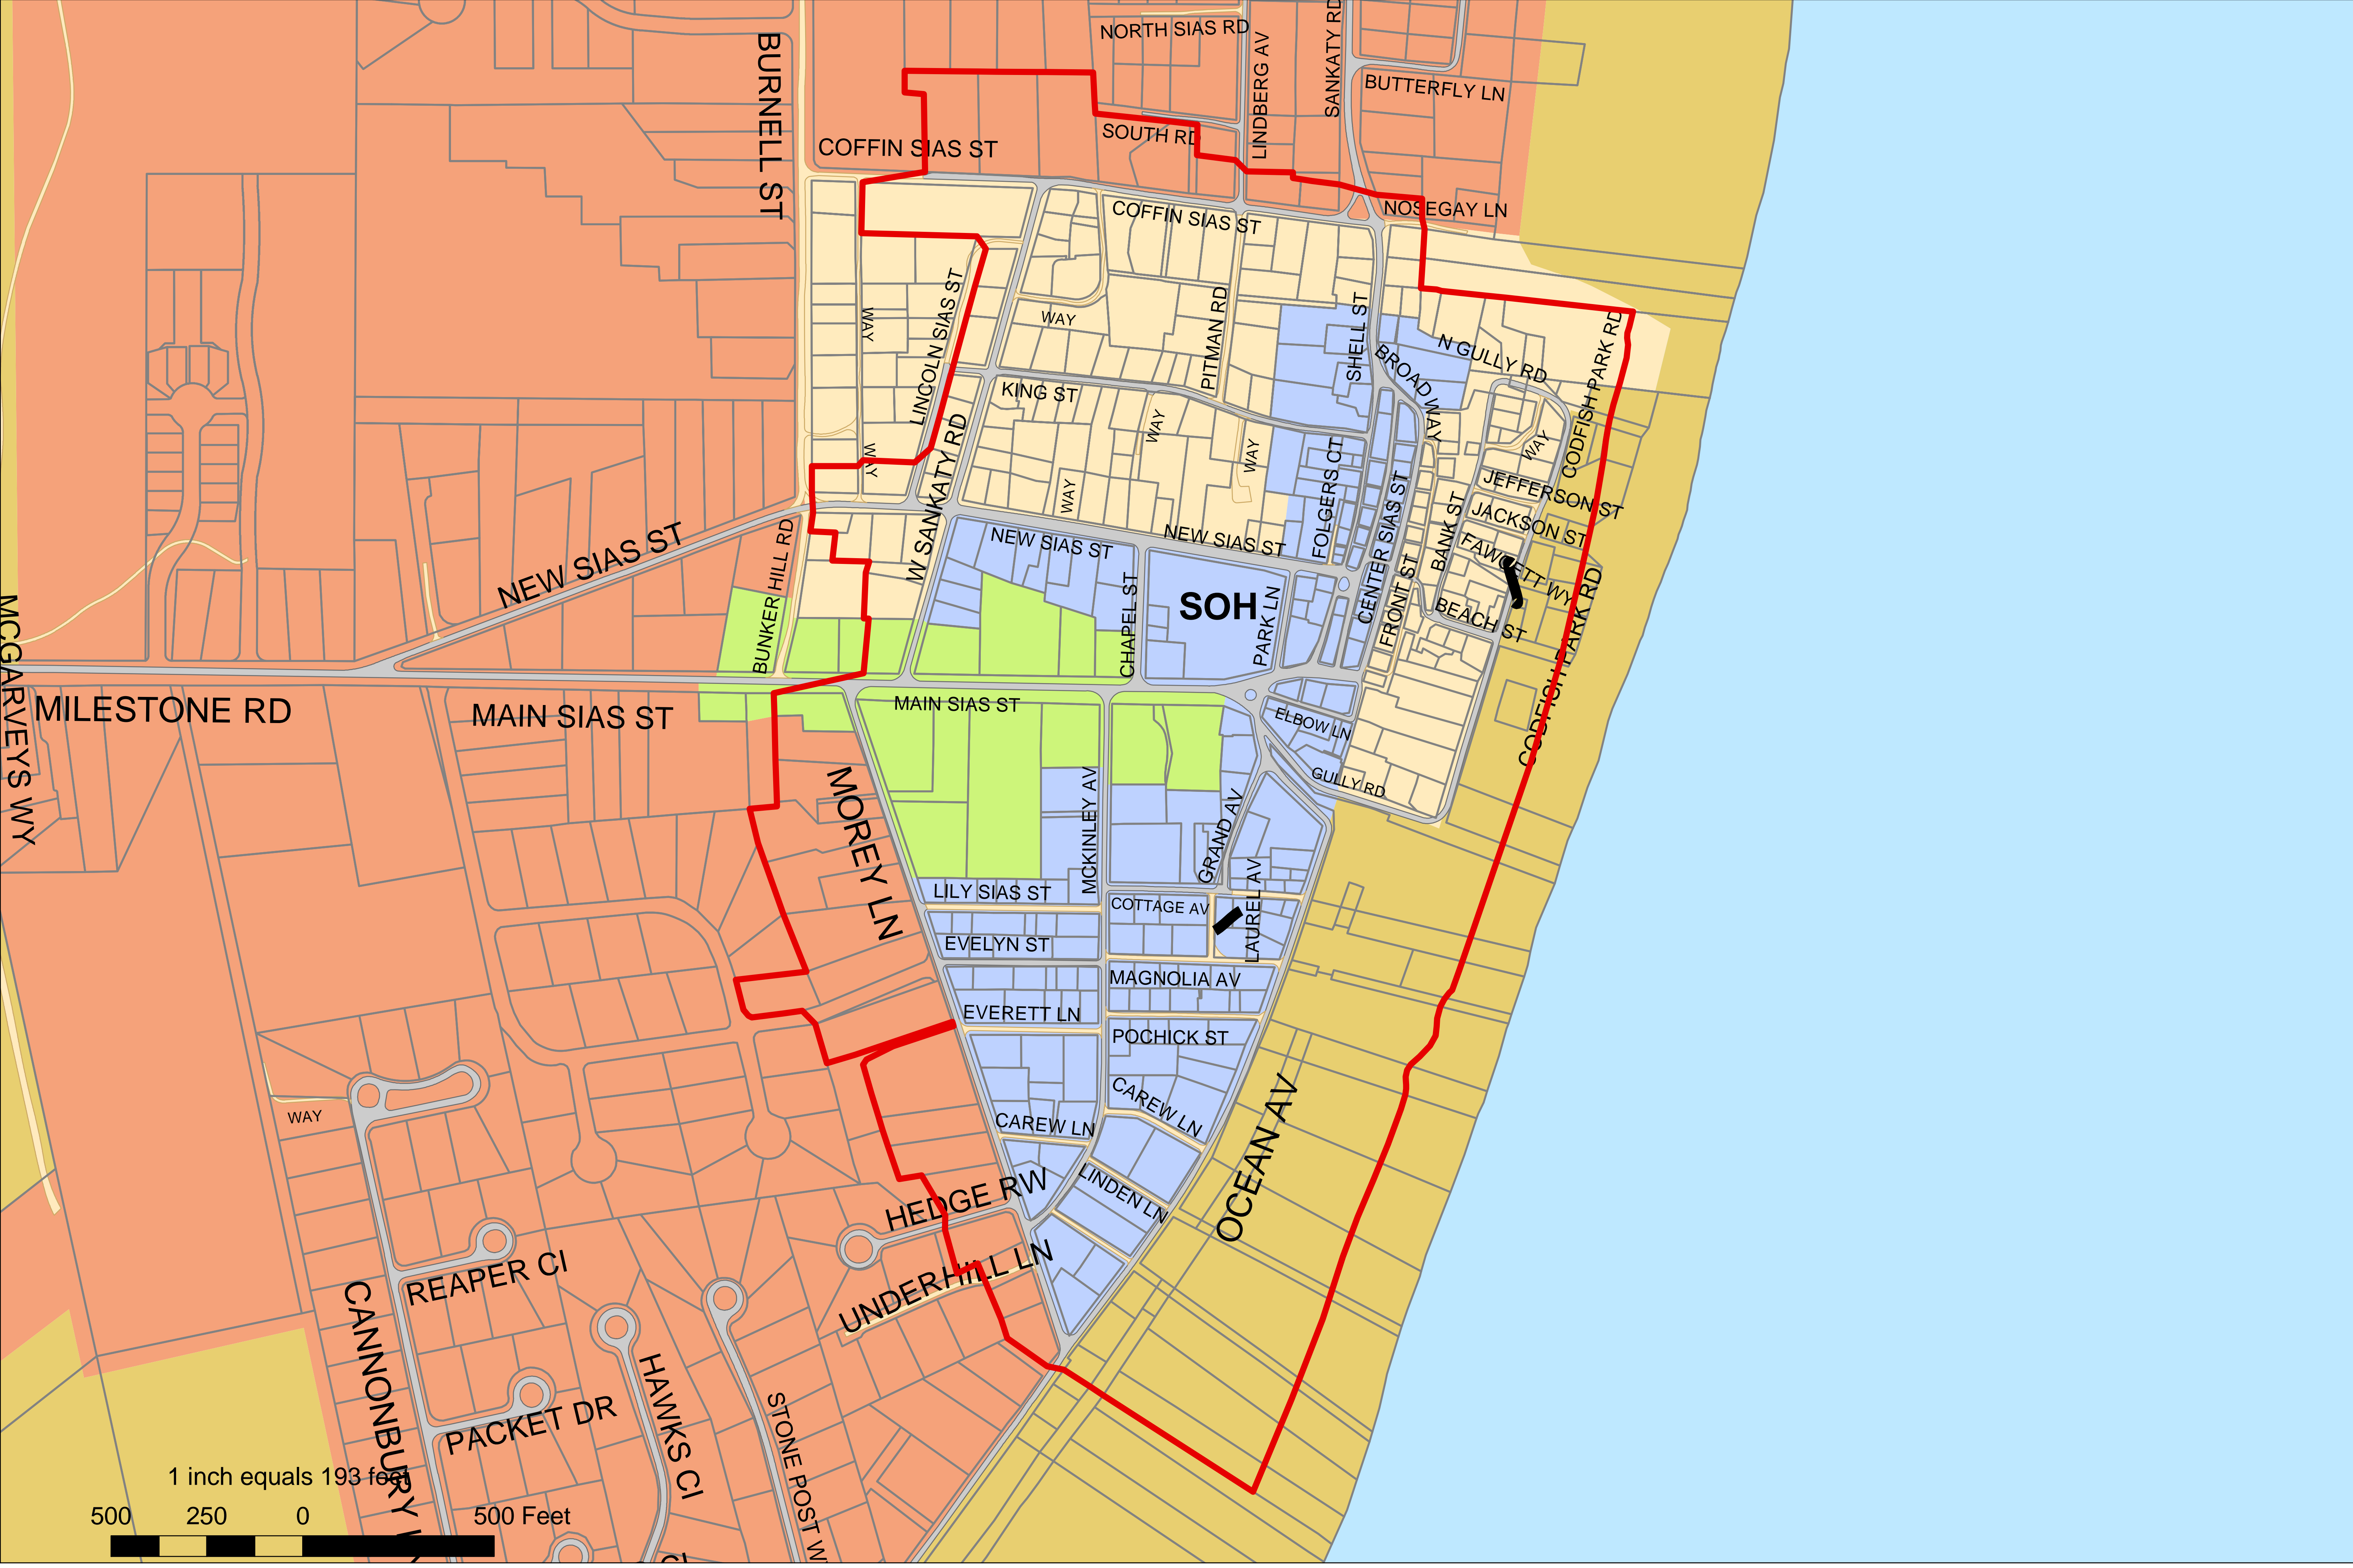 NORTH SIAS RD
LINDBERG AV
SANKATY RD
BURNELL ST
BUTTERFLY LN
SOUTH RD
COFFIN SIAS ST
COFFIN SIAS ST
NOSEGAY LN
WAY
LINCOLN SIAS ST
WAY
PITMAN RD
SHELL ST
BROADWAY
N GULLY RD
CODFISH PARK RD
KING ST
WAY
WAY
WAY
WAY
WAY
W SANKATY RD
FOLGERS CT
CENTER SIAS ST
BANK ST
JEFFERSON ST
JACKSON ST
FAWCETT WY
NEW SIAS ST
NEW SIAS ST
NEW SIAS ST
BUNKER HILL RD
CHAPEL ST
SOH
PARK LN
FRONT ST
BEACH ST
CODFISH PARK RD
MCGARVEYS WY
MILESTONE RD
MAIN SIAS ST
MAIN SIAS ST
ELBOW LN
GULLY RD
MOREY LN
MCKINLEY AV
GRAND AV
LAUREL AV
LILY SIAS ST
COTTAGE AV
EVELYN ST
MAGNOLIA AV
EVERETT LN
POCHICK ST
WAY
CAREW LN
CAREW LN
OCEAN AV
HEDGE RW
LINDEN LN
UNDERHILL LN
REAPER CI
CANNONBURY
PACKET DR
HAWKS CI
STONE POST W
1 inch equals 193 feet
500 250 0 500 Feet